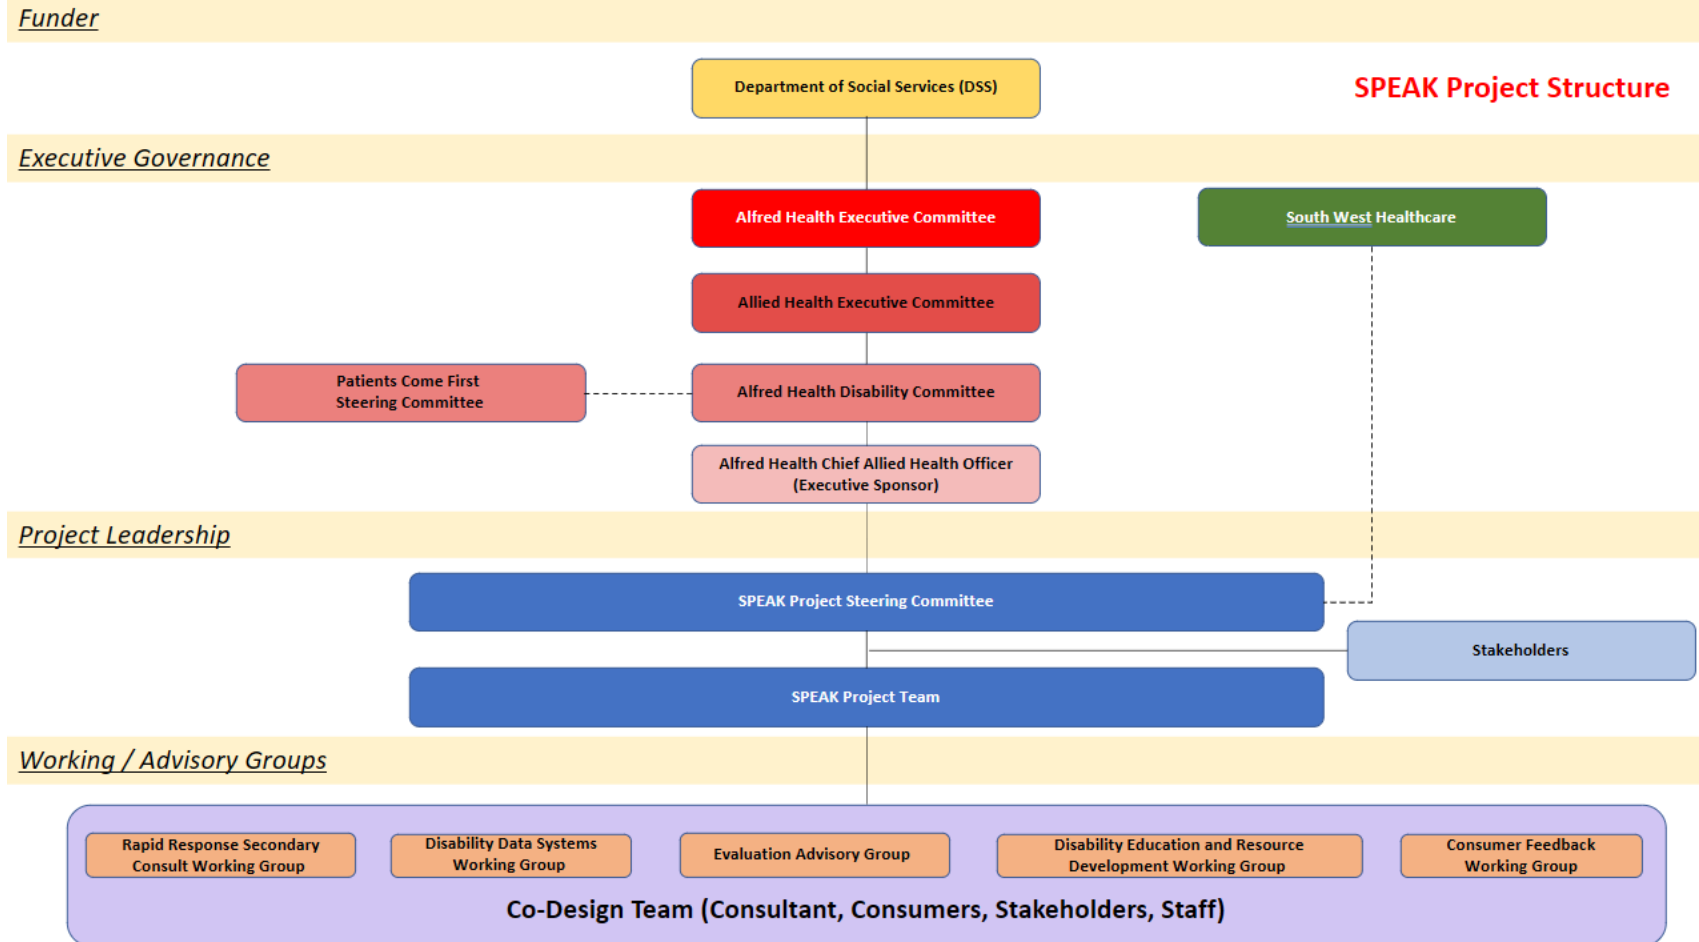 Funder
Department of Social Services (DSS)
SPEAK Project Structure
Executive Governance
Alfred Health Executive Committee
South West Healthcare
Allied Health Executive Committee
Patients Come First
Steering Committee
Alfred Health Disability Committee
Alfred Health Chief Allied Health Officer
(Executive Sponsor)
Project Leadership
SPEAK Project Steering Committee
Stakeholders
SPEAK Project Team
Working / Advisory Groups
Rapid Response Secondary
Consult Working Group
Disability Data Systems
Working Group
Evaluation Advisory Group
Disability Education and Resource
Development Working Group
Consumer Feedback
Working Group
Co-Design Team (Consultant, Consumers, Stakeholders, Staff)